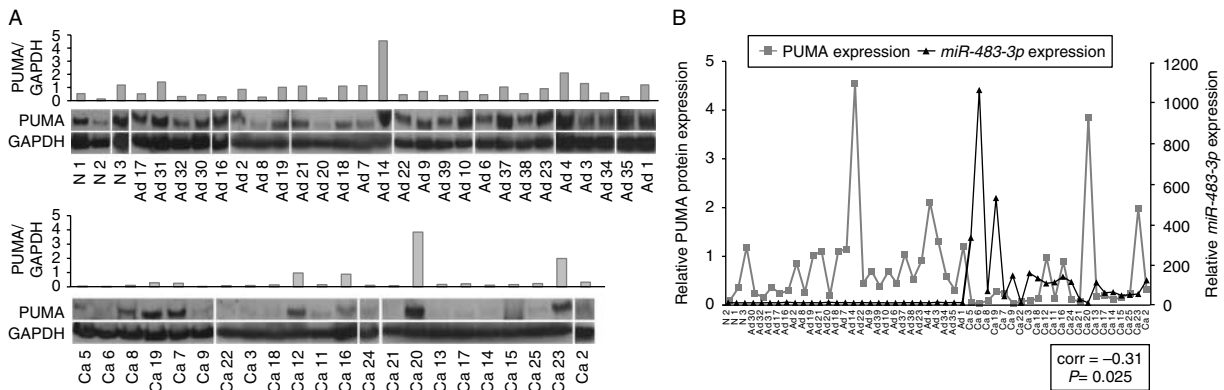 A
PUMA/
GAPDH
5
4
3
2
1
0
PUMA
GAPDH
N 1
N 2
N 3
Ad 17
Ad 31
Ad 32
Ad 30
Ad 16
Ad 2
Ad 8
Ad 19
Ad 21
Ad 20
Ad 18
Ad 7
Ad 14
Ad 22
Ad 9
Ad 39
Ad 10
Ad 6
Ad 37
Ad 38
Ad 23
Ad 4
Ad 3
Ad 34
Ad 35
Ad 1
PUMA/
GAPDH
5
4
3
2
1
0
PUMA
GAPDH
Ca 5
Ca 6
Ca 8
Ca 19
Ca 7
Ca 9
Ca 22
Ca 3
Ca 18
Ca 12
Ca 11
Ca 16
Ca 24
Ca 21
Ca 20
Ca 13
Ca 17
Ca 14
Ca 15
Ca 25
Ca 23
Ca 2
B
PUMA expression
miR-483-3p expression
Relative PUMA protein expression
5
4
3
2
1
0
Relative miR-483-3p expression
1200
1000
800
600
400
200
0
corr = –0.31
P= 0.025